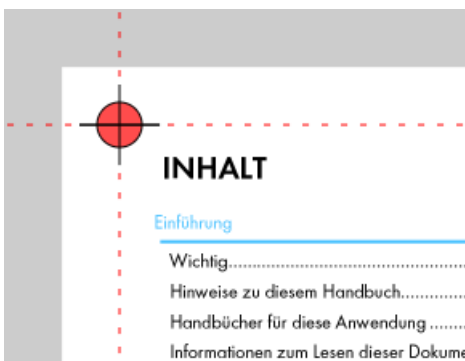 INHALT
Einführung
Wichtig
Hinweise zu diesem Handbuch
Handbücher für diese Anwendung
Informationen zum Lesen dieser